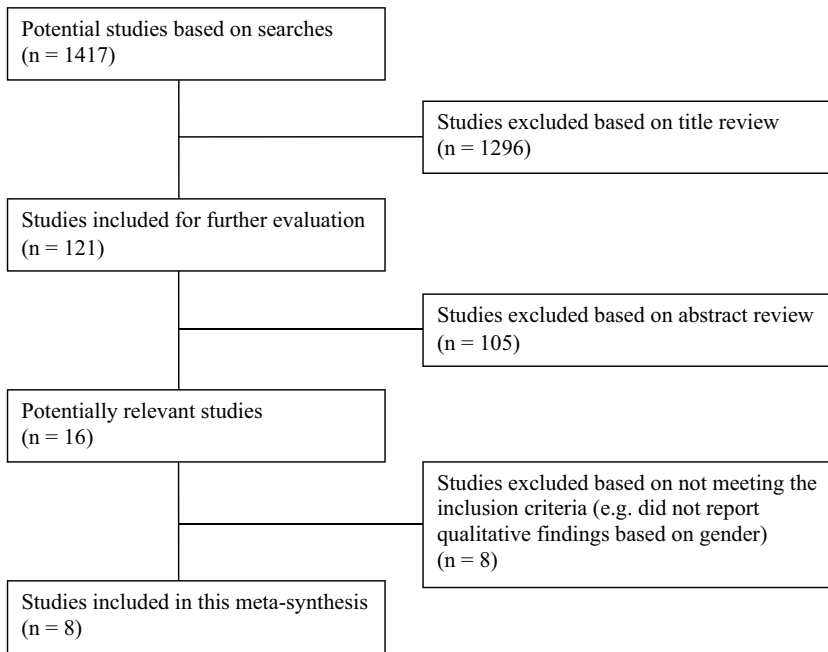 Potential studies based on searches
(n = 1417)
Studies excluded based on title review
(n = 1296)
Studies included for further evaluation
(n = 121)
Studies excluded based on abstract review
(n = 105)
Potentially relevant studies
(n = 16)
Studies excluded based on not meeting the
inclusion criteria (e.g. did not report
qualitative findings based on gender)
(n = 8)
Studies included in this meta-synthesis
(n = 8)